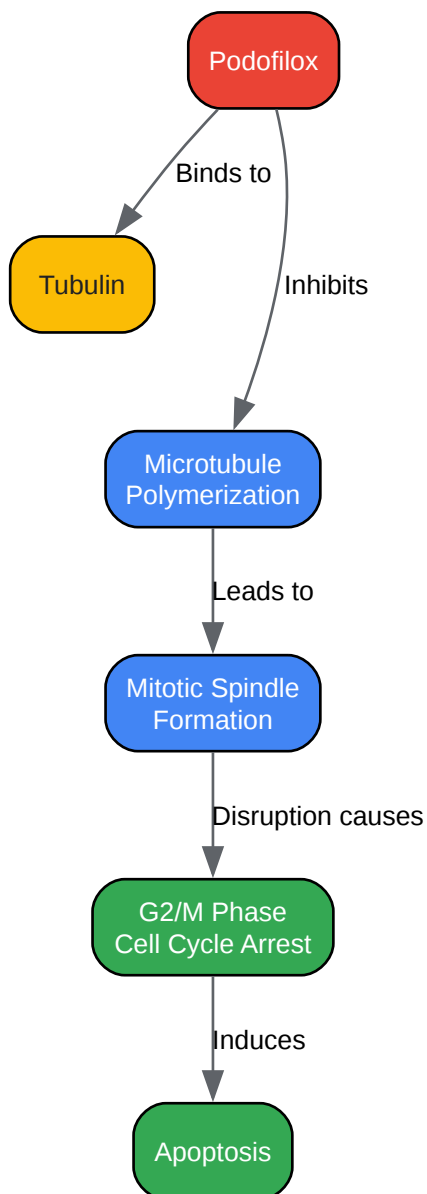 Podofilox
Binds to
Tubulin
Inhibits
Microtubule
Polymerization
Leads to
Mitotic Spindle
Formation
Disruption causes
G2/M Phase
Cell Cycle Arrest
Induces
Apoptosis